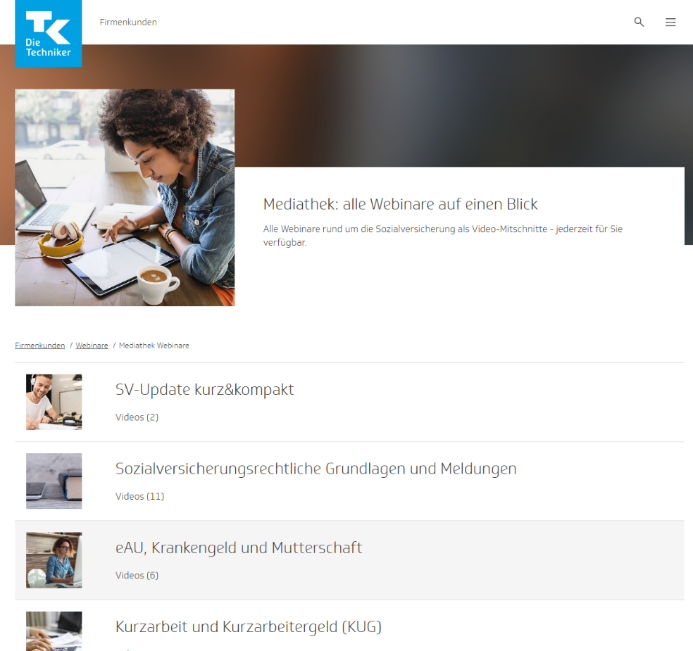 Die
Techniker
Firmenkunden
Mediathek: alle Webinare auf einen Blick
Alle Webinare rund um die Sozialversicherung als Video-Mitschnitte - jederzeit für Sie
verfügbar.
Firmenkunden / Webinare / Mediathek Webinare
SV-Update kurz&kompakt
Videos (2)
Sozialversicherungsrechtliche Grundlagen und Meldungen
Videos (11)
eAU, Krankengeld und Mutterschaft
Videos (6)
Kurzarbeit und Kurzarbeitergeld (KUG)